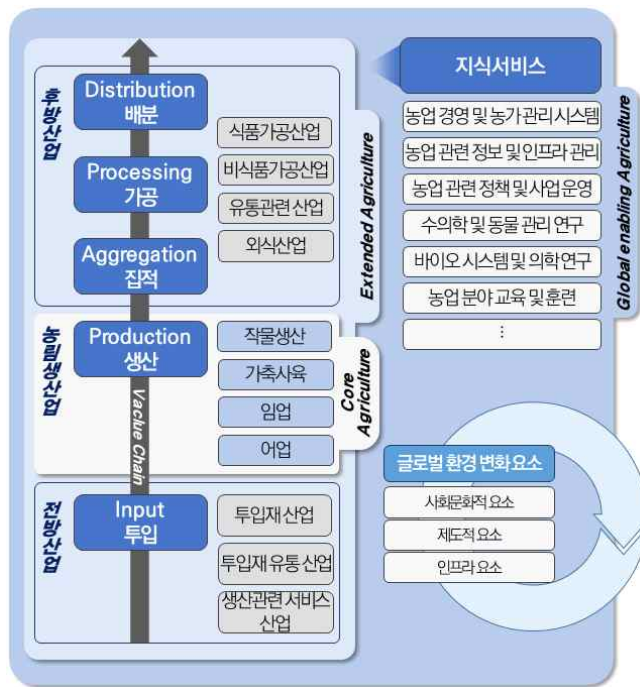 후방산업
Distribution
배분
Processing
가공
Aggregation
집적
식품가공산업
비식품가공산업
유통관련 산업
외식산업
Extended Agriculture
농림생산업
Production
생산
작물생산
가축사육
임업
어업
Core
Agriculture
Vaclue Chain
전방산업
Input
투입
투입재 산업
투입재 유통 산업
생산관련 서비스
산업
지식서비스
농업 경영 및 농가 관리 시스템
농업 관련 정보 및 인프라 관리
농업 관련 정책 및 사업 운영
수의학 및 동물 관리 연구
바이오 시스템 및 의학 연구
농업 분야 교육 및 훈련
⋮
Global enabling Agriculture
글로벌 환경 변화 요소
사회문화적 요소
제도적 요소
인프라 요소